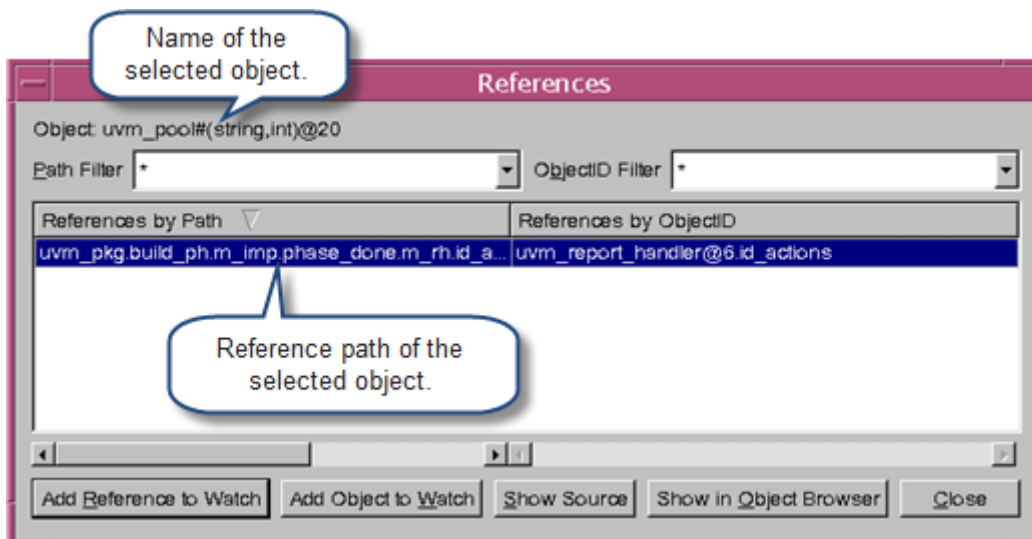 Name of the
selected object.
References
Object: uvm_pool#(string,int)@20
Path Filter * ObjectID Filter *
References by Path References by ObjectID
uvm_pkg.build_ph.m_imp.phase_done.m_rh.id_a... uvm_report_handler@6.id_actions
Reference path of the
selected object.
Add Reference to Watch Add Object to Watch Show Source Show in Object Browser Close